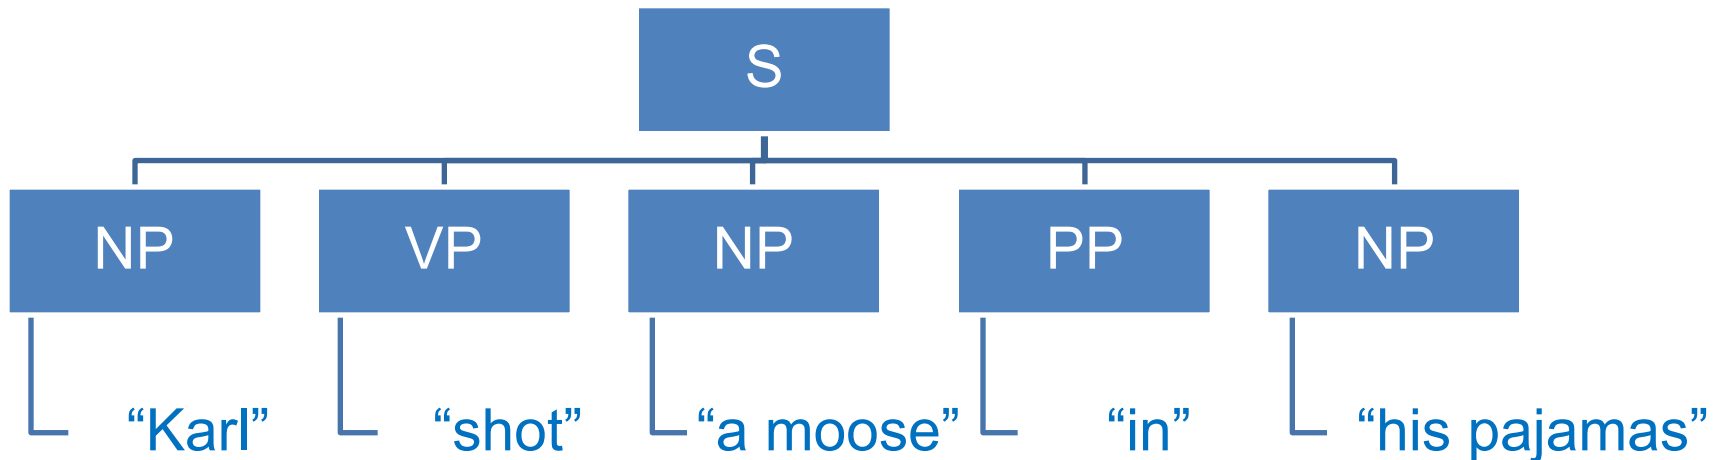 S
NP VP NP PP NP
“Karl” “shot” “a moose” “in” “his pajamas”